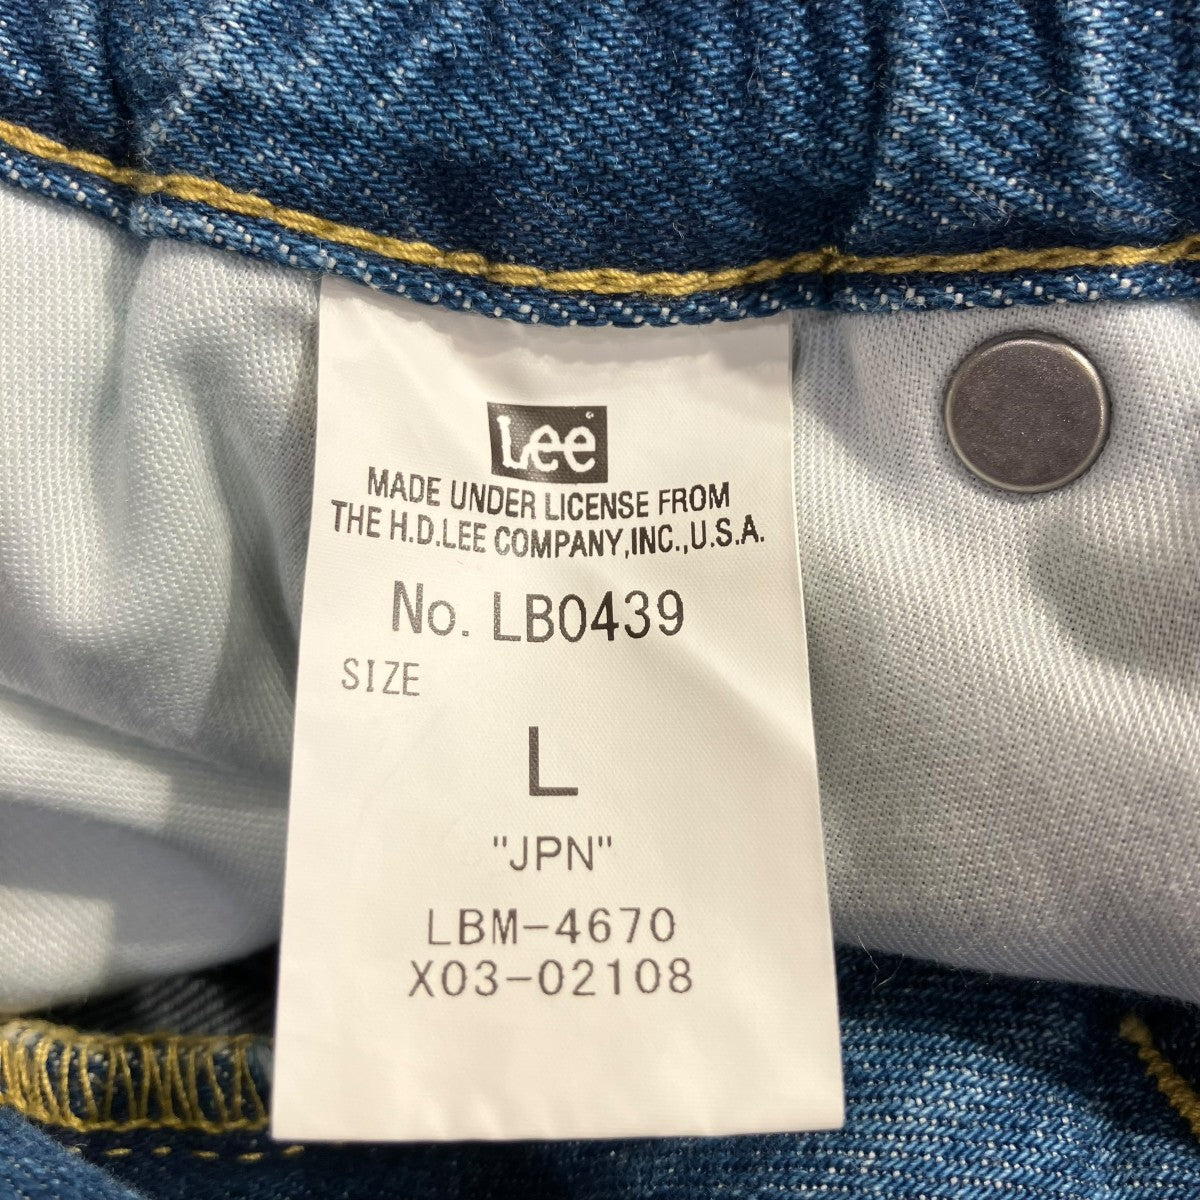 Lee
MADE UNDER LICENSE FROM
THE H.D.LEE COMPANY,INC.,U.S.A.
No. LB0439
SIZE
L
"JPN"
LBM-4670
X03-02108